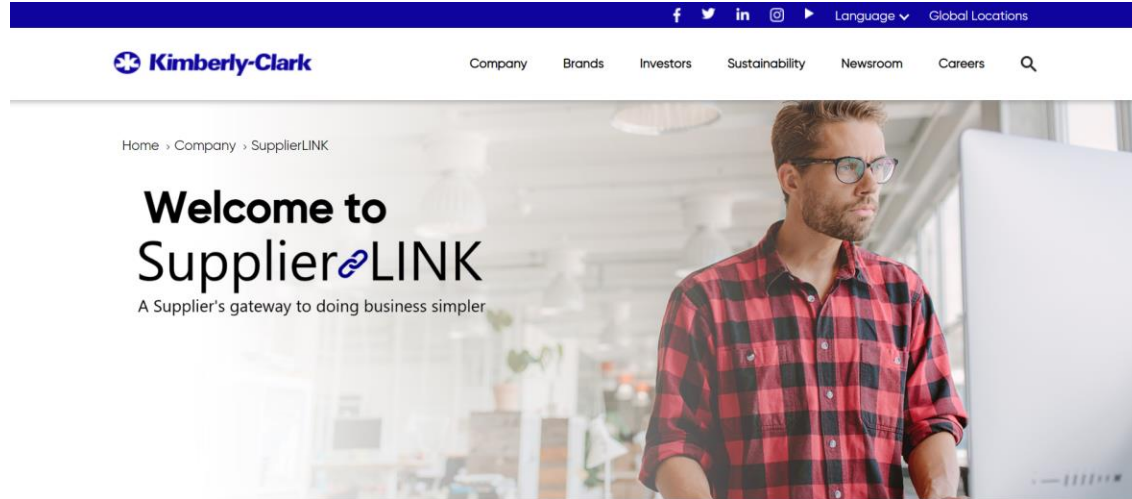 Language Global Locations
Kimberly-Clark Company Brands Investors Sustainability Newsroom Careers
Home › Company › SupplierLINK
Welcome to
SupplierLINK
A Supplier's gateway to doing business simpler